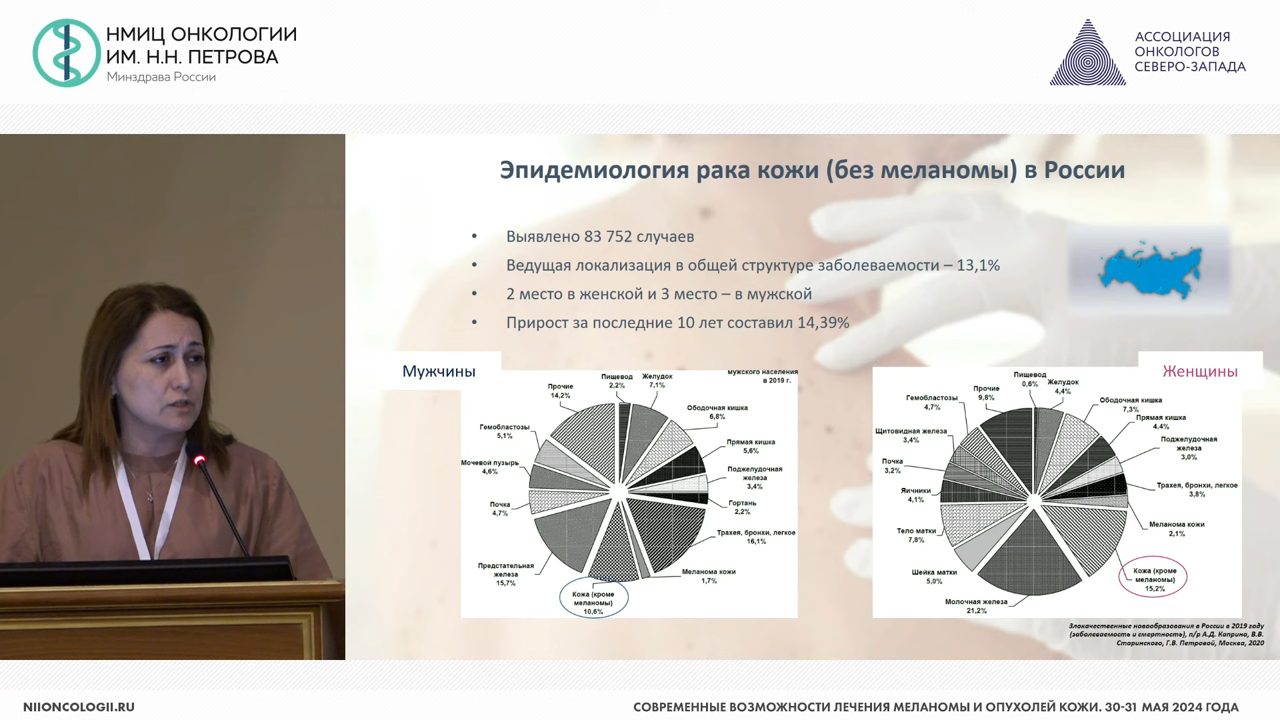 НМИЦ ОНКОЛОГИИ
ИМ. Н.Н. ПЕТРОВА
Минздрава России
АССОЦИАЦИЯ
ОНКОЛОГОВ
СЕВЕРО-ЗАПАДА
Эпидемиология рака кожи (без меланомы) в России
• Выявлено 83 752 случаев
• Ведущая локализация в общей структуре заболеваемости – 13,1%
• 2 место в женской и 3 место – в мужской
• Прирост за последние 10 лет составил 14,39%
Мужчины
мужского населения
в 2019 г.
Пищевод
2,2%
Желудок
7,1%
Ободочная кишка
6,8%
Прямая кишка
5,6%
Поджелудочная
железа
3,4%
Гортань
2,2%
Трахея, бронхи, легкое
16,1%
Меланома кожи
1,7%
Кожа (кроме
меланомы)
10,6%
Предстательная
железа
15,7%
Почка
4,7%
Мочевой пузырь
4,6%
Гемобластозы
5,1%
Прочие
14,2%
Женщины
Пищевод
0,6%
Желудок
4,4%
Ободочная кишка
7,3%
Прямая кишка
4,4%
Поджелудочная
железа
3,0%
Трахея, бронхи, легкое
3,8%
Меланома кожи
2,1%
Кожа (кроме
меланомы)
15,2%
Молочная железа
21,2%
Шейка матки
5,0%
Тело матки
7,8%
Яичники
4,1%
Почка
3,2%
Щитовидная железа
3,4%
Гемобластозы
4,7%
Прочие
9,8%
Злокачественные новообразования в России в 2019 году
(заболеваемость и смертность), п/р А.Д. Каприна, В.В.
Старинского, Г.В. Петровой, Москва, 2020
NIIONCOLOGII.RU
СОВРЕМЕННЫЕ ВОЗМОЖНОСТИ ЛЕЧЕНИЯ МЕЛАНОМЫ И ОПУХОЛЕЙ КОЖИ. 30-31 МАЯ 2024 ГОДА